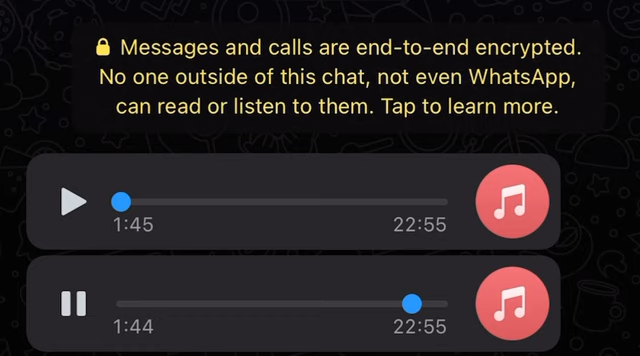 Messages and calls are end-to-end encrypted.
No one outside of this chat, not even WhatsApp,
can read or listen to them. Tap to learn more.
1:45 22:55
1:44 22:55